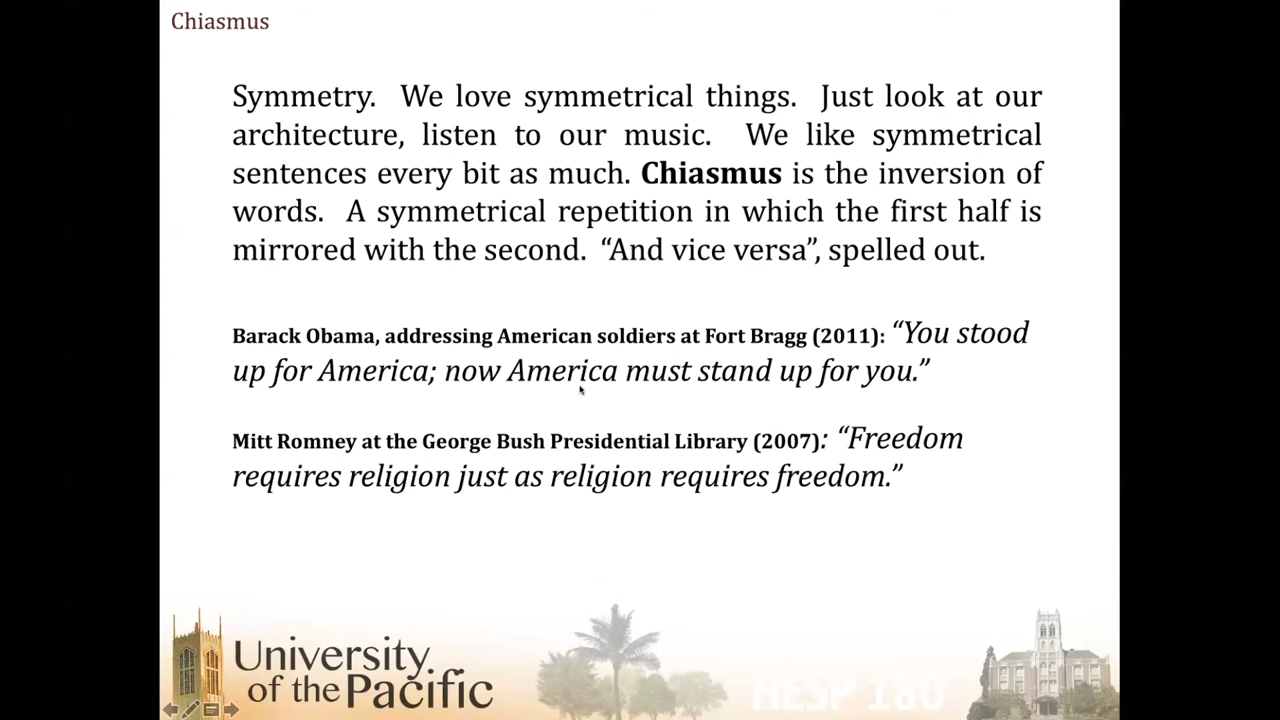 Chiasmus
Symmetry. We love symmetrical things. Just look at our
architecture, listen to our music. We like symmetrical
sentences every bit as much. Chiasmus is the inversion of
words. A symmetrical repetition in which the first half is
mirrored with the second. “And vice versa”, spelled out.
Barack Obama, addressing American soldiers at Fort Bragg (2011): “You stood
up for America; now America must stand up for you.”
Mitt Romney at the George Bush Presidential Library (2007): “Freedom
requires religion just as religion requires freedom.”
University
of the Pacific
HESP 180